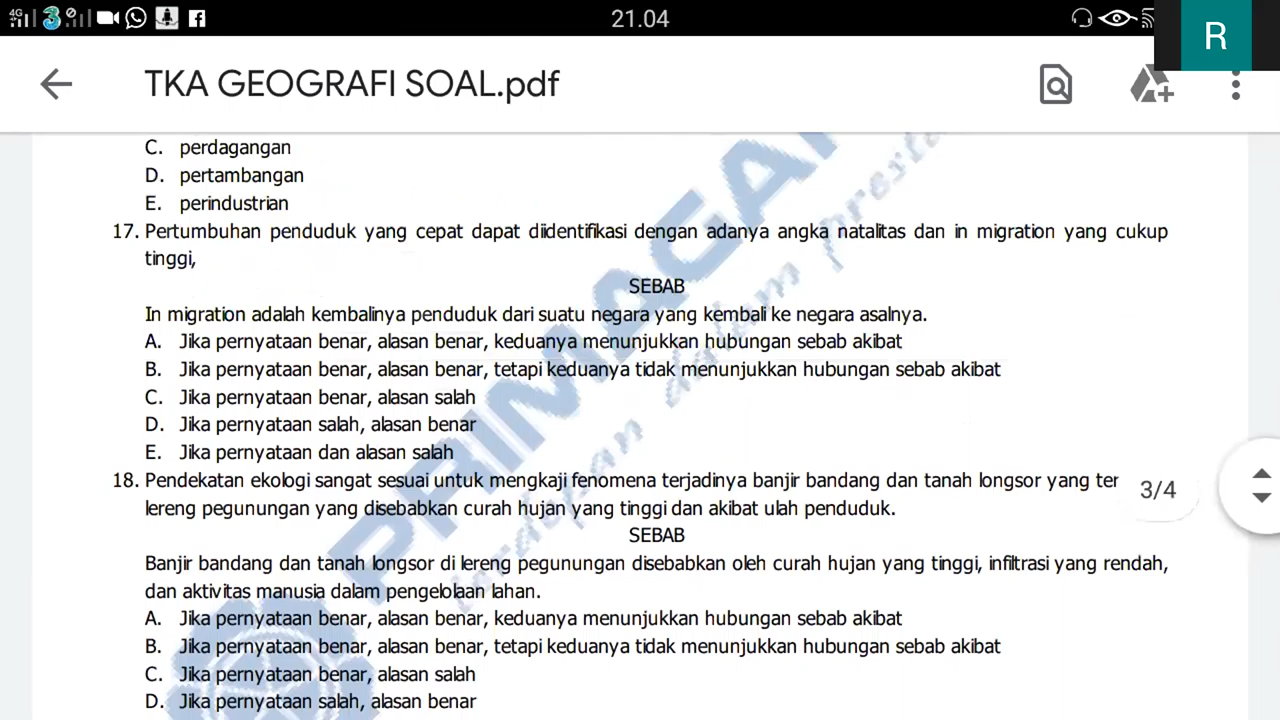 4G 3 21.04 R
TKA GEOGRAFI SOAL.pdf
C. perdagangan
D. pertambangan
E. perindustrian
17. Pertumbuhan penduduk yang cepat dapat diidentifikasi dengan adanya angka natalitas dan in migration yang cukup
tinggi,
SEBAB
In migration adalah kembalinya penduduk dari suatu negara yang kembali ke negara asalnya.
A. Jika pernyataan benar, alasan benar, keduanya menunjukkan hubungan sebab akibat
B. Jika pernyataan benar, alasan benar, tetapi keduanya tidak menunjukkan hubungan sebab akibat
C. Jika pernyataan benar, alasan salah
D. Jika pernyataan salah, alasan benar
E. Jika pernyataan dan alasan salah
18. Pendekatan ekologi sangat sesuai untuk mengkaji fenomena terjadinya banjir bandang dan tanah longsor yang ter
3/4
lereng pegunungan yang disebabkan curah hujan yang tinggi dan akibat ulah penduduk.
SEBAB
Banjir bandang dan tanah longsor di lereng pegunungan disebabkan oleh curah hujan yang tinggi, infiltrasi yang rendah,
dan aktivitas manusia dalam pengelolaan lahan.
A. Jika pernyataan benar, alasan benar, keduanya menunjukkan hubungan sebab akibat
B. Jika pernyataan benar, alasan benar, tetapi keduanya tidak menunjukkan hubungan sebab akibat
C. Jika pernyataan benar, alasan salah
D. Jika pernyataan salah, alasan benar
PRIMAGA
terdepan dalam presta